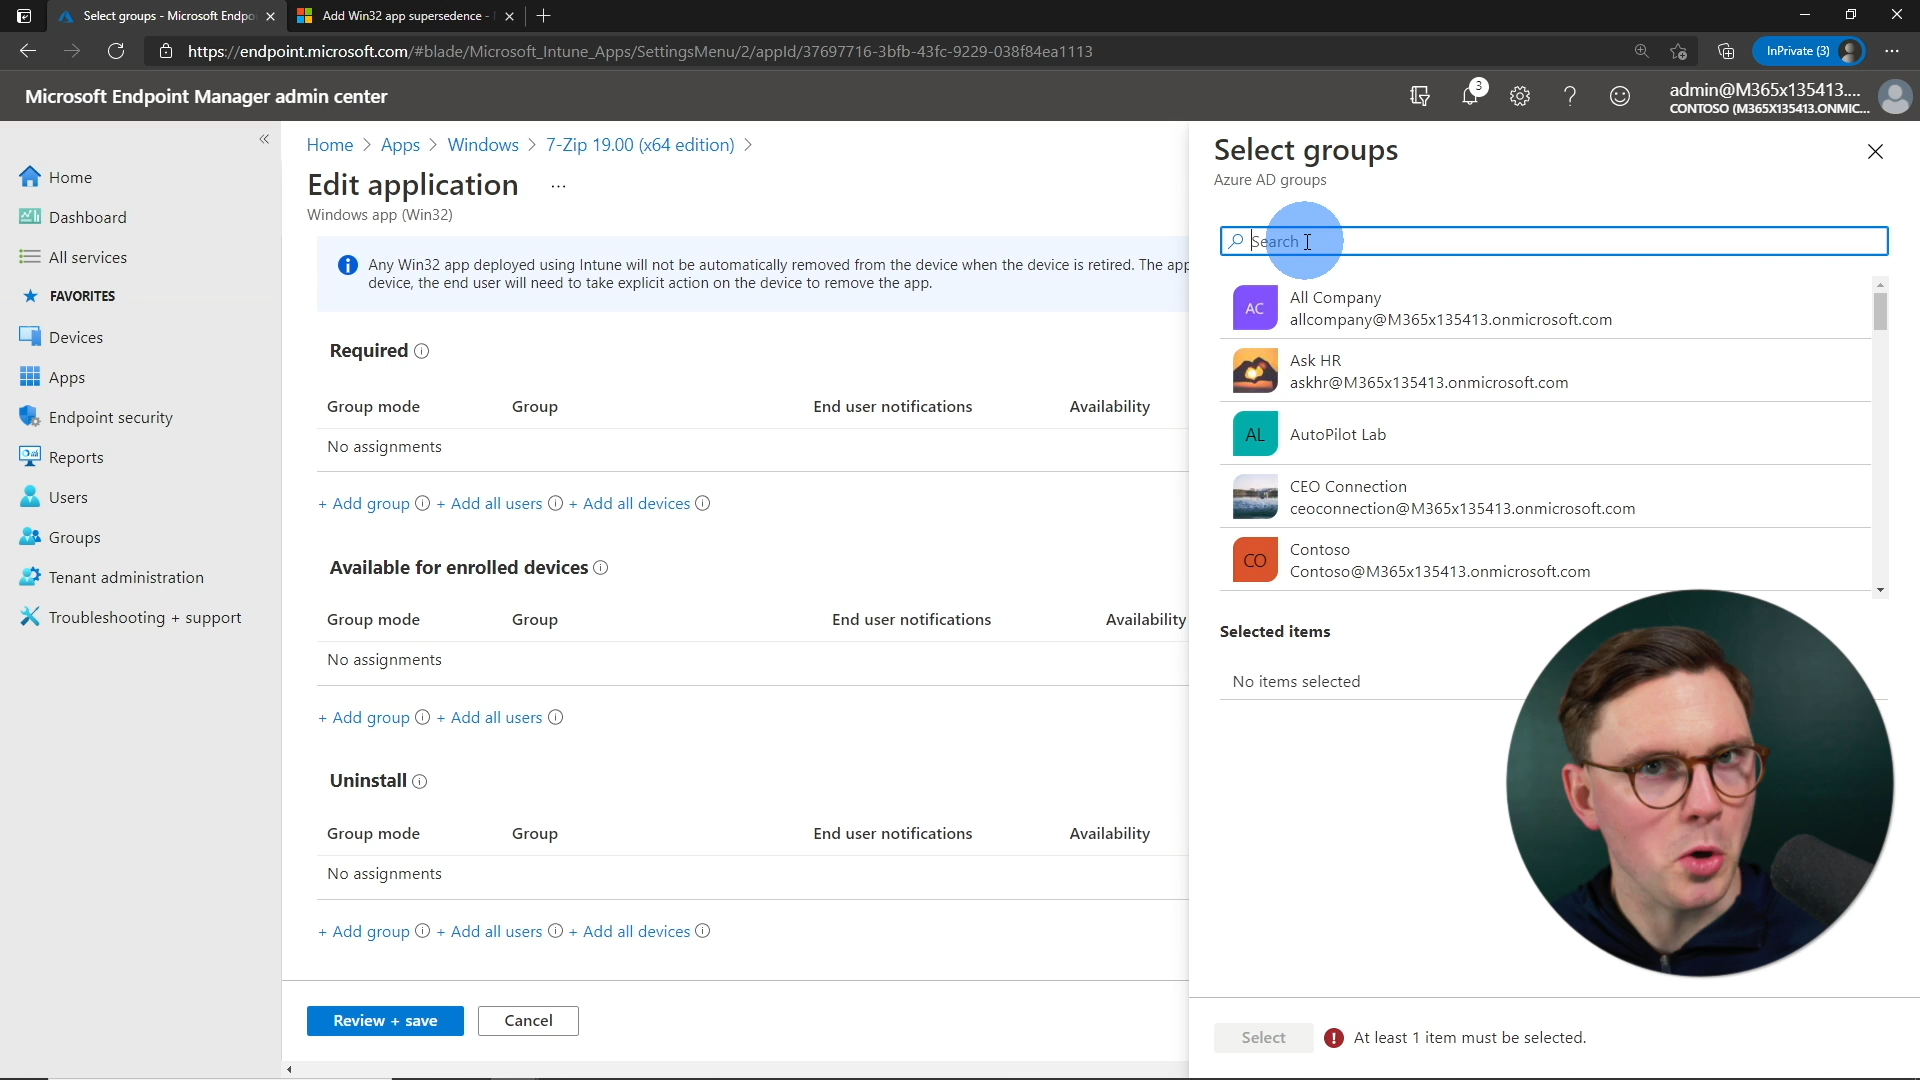 Select groups - Microsoft Endpo
Add Win32 app supersedence -
https://endpoint.microsoft.com/#blade/Microsoft_Intune_Apps/SettingsMenu/2/appId/37697716-3bfb-43fc-9229-038f84ea1113
InPrivate (3)
Microsoft Endpoint Manager admin center
3
admin@M365x135413....
CONTOSO (M365X135413.ONMIC...
Home
Dashboard
All services
FAVORITES
Devices
Apps
Endpoint security
Reports
Users
Groups
Tenant administration
Troubleshooting + support
Home > Apps > Windows > 7-Zip 19.00 (x64 edition) >
Edit application ...
Windows app (Win32)
Any Win32 app deployed using Intune will not be automatically removed from the device when the device is retired. The app
device, the end user will need to take explicit action on the device to remove the app.
Required
Group mode Group End user notifications Availability
No assignments
+ Add group + Add all users + Add all devices
Available for enrolled devices
Group mode Group End user notifications Availability
No assignments
+ Add group + Add all users
Uninstall
Group mode Group End user notifications Availability
No assignments
+ Add group + Add all users + Add all devices
Review + save Cancel
Select groups
Azure AD groups
Search
AC
All Company
allcompany@M365x135413.onmicrosoft.com
Ask HR
askhr@M365x135413.onmicrosoft.com
AL
AutoPilot Lab
CEO Connection
ceoconnection@M365x135413.onmicrosoft.com
CO
Contoso
Contoso@M365x135413.onmicrosoft.com
Selected items
No items selected
Select At least 1 item must be selected.